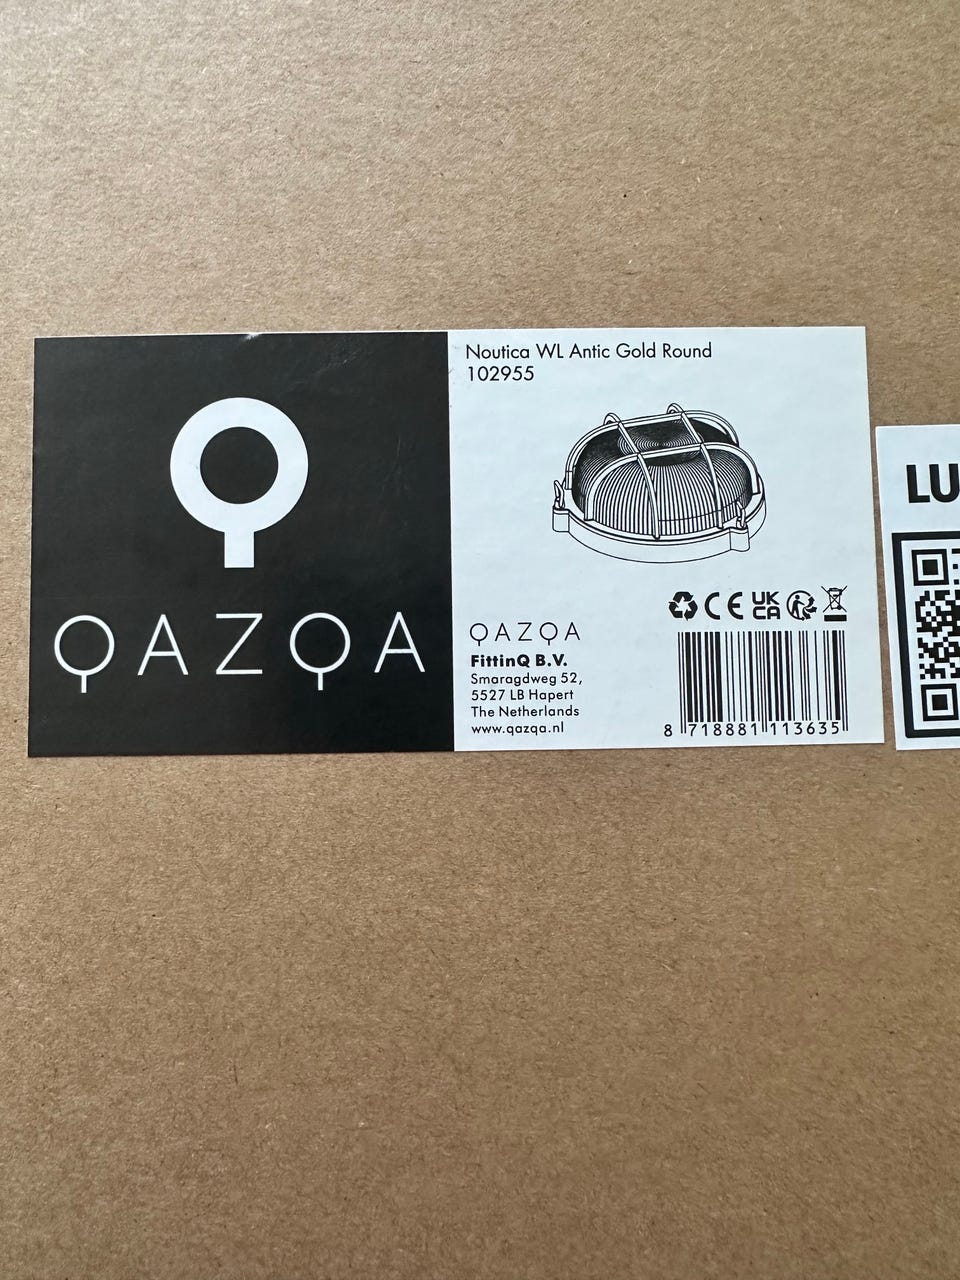 QAZQA
Noutica WL Antic Gold Round
102955
QAZQA
FittinQ B.V.
Smaragdweg 52,
5527 LB Hapert
The Netherlands
www.qazqa.nl
CE UK CA
8 718881 113635
LU